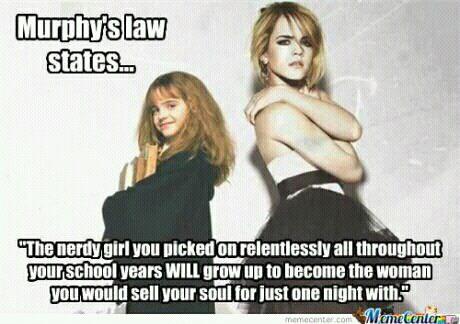 Murphy's law
states...
"The nerdy girl you picked on relentlessly all throughout
your school years WILL grow up to become the woman
you would sell your soul for just one night with."
memecenter.com MemeCenter